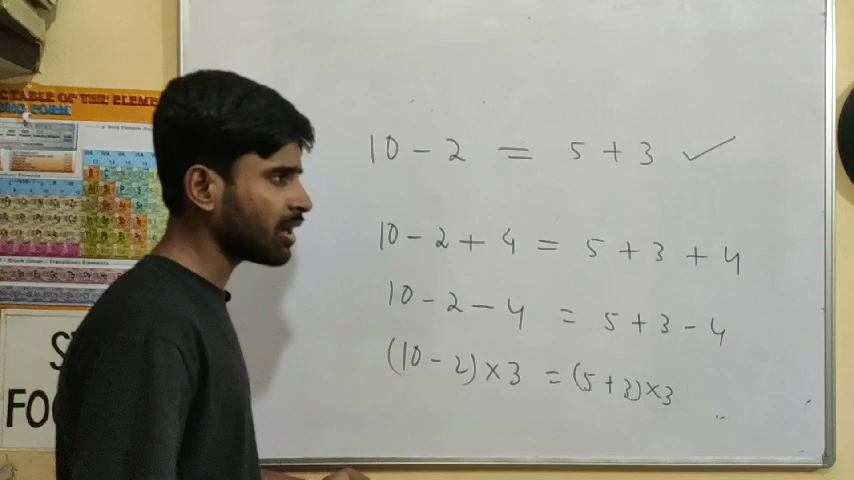 C TABLE OF THE ELEME
10 - 2 = 5 + 3 ✓
10 - 2 + 4 = 5 + 3 + 4
10 - 2 - 4 = 5 + 3 - 4
(10 - 2) × 3 = (5 + 3) × 3
S
FO